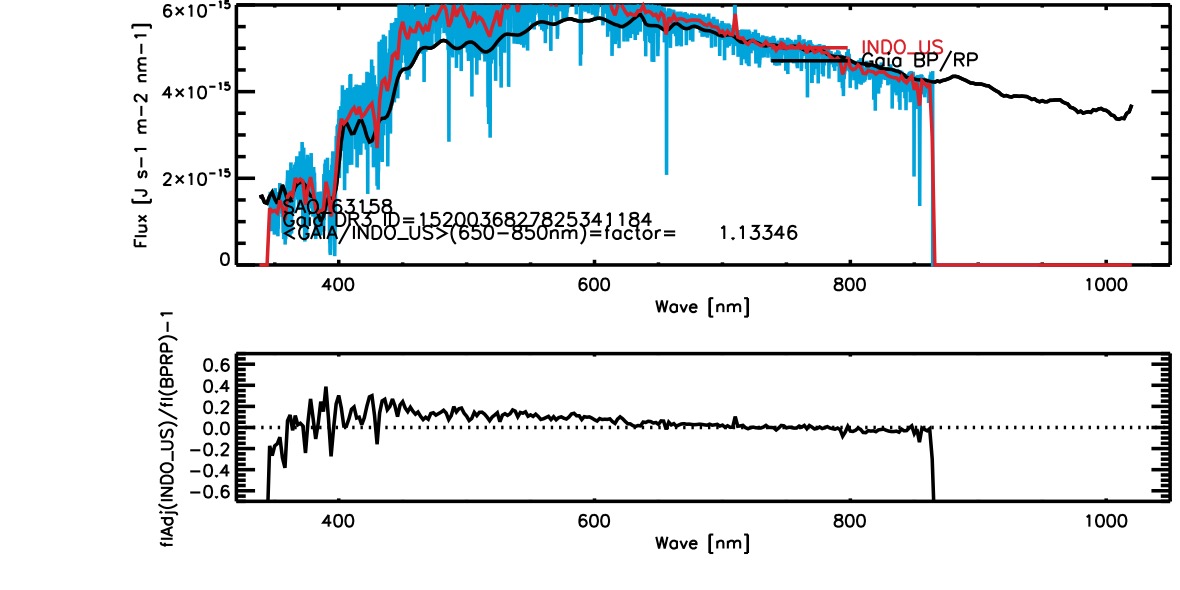 6×10⁻¹⁵
4×10⁻¹⁵
2×10⁻¹⁵
0
Flux [J s−1 m−2 nm−1]
INDO_US
Gaia BP/RP
SAO 63158
Gaia DR3 ID=1520036827825341184
<GAIA/INDO_US>(650−850nm)=factor= 1.13346
400 600 800 1000
Wave [nm]
flAdj(INDO_US)/fl(BPRP)−1
0.6
0.4
0.2
0.0
−0.2
−0.4
−0.6
400 600 800 1000
Wave [nm]